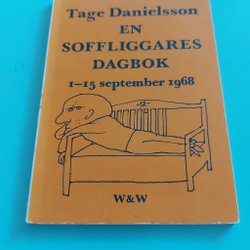 Tage Danielsson
EN
SOFFLIGGARES
DAGBOK
1–15 september 1968
W&W